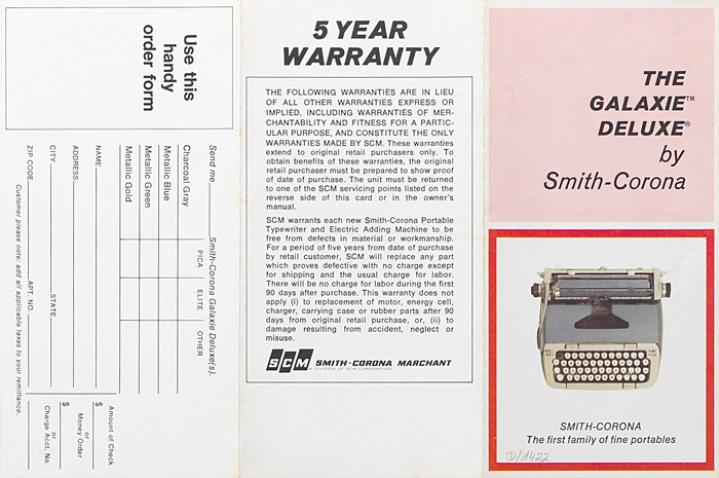 Use this
handy
order form
Send me Smith-Corona Galaxie Deluxe(s).
PICA ELITE OTHER
Charcoal Gray
Metallic Blue
Metallic Green
Metallic Gold
NAME
ADDRESS
CITY STATE
ZIP CODE APT. NO.
Amount of Check
$
or
Money Order
$
or
Charge Acct. No.
Customer please note: add all applicable taxes to your remittance.
5 YEAR
WARRANTY
THE FOLLOWING WARRANTIES ARE IN LIEU
OF ALL OTHER WARRANTIES EXPRESS OR
IMPLIED, INCLUDING WARRANTIES OF MER-
CHANTABILITY AND FITNESS FOR A PARTIC-
ULAR PURPOSE, AND CONSTITUTE THE ONLY
WARRANTIES MADE BY SCM. These warranties
extend to original retail purchasers only. To
obtain benefits of these warranties, the original
retail purchaser must be prepared to show proof
of date of purchase. The unit must be returned
to one of the SCM servicing points listed on the
reverse side of this card or in the owner's
manual.
SCM warrants each new Smith-Corona Portable
Typewriter and Electric Adding Machine to be
free from defects in material or workmanship.
For a period of five years from date of purchase
by retail customer, SCM will replace any part
which proves defective with no charge except
for shipping and the usual charge for labor.
There will be no charge for labor during the first
90 days after purchase. This warranty does not
apply (i) to replacement of motor, energy cell,
charger, carrying case or rubber parts after 90
days from original retail purchase, or, (ii) to
damage resulting from accident, neglect or
misuse.
SCM SMITH-CORONA MARCHANT
A DIVISION OF SCM CORPORATION
THE
GALAXIE™
DELUXE®
by
Smith-Corona
SMITH-CORONA
The first family of fine portables
D/1422